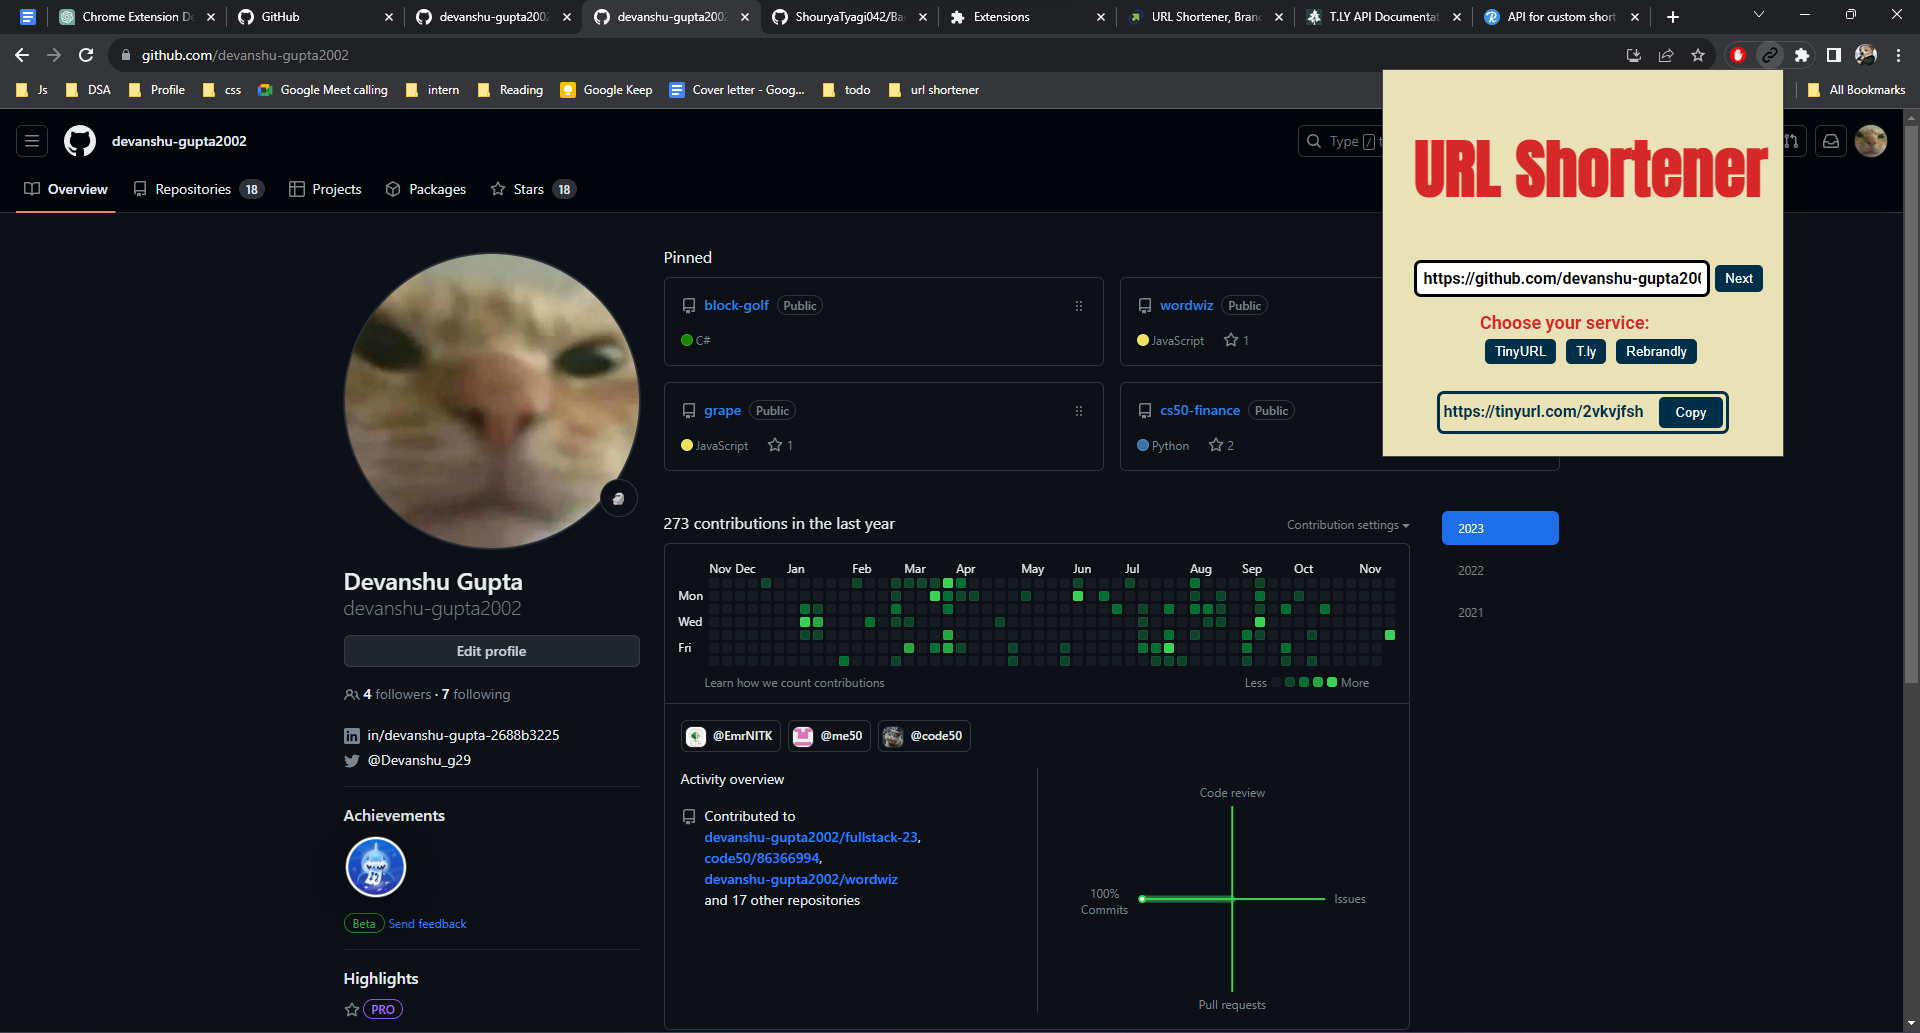 Chrome Extension De
GitHub
devanshu-gupta2002
devanshu-gupta2002
ShouryaTyagi042/Ba
Extensions
URL Shortener, Bran
T.LY API Documentat
API for custom short
github.com/devanshu-gupta2002
Js
DSA
Profile
css
Google Meet calling
intern
Reading
Google Keep
Cover letter - Goog...
todo
url shortener
All Bookmarks
devanshu-gupta2002
Type / t
Overview
Repositories 18
Projects
Packages
Stars 18
URL Shortener
https://github.com/devanshu-gupta200
Next
Choose your service:
TinyURL
T.ly
Rebrandly
https://tinyurl.com/2vkvjfsh
Copy
Pinned
block-golf Public
C#
wordwiz Public
JavaScript 1
grape Public
JavaScript 1
cs50-finance Public
Python 2
Devanshu Gupta
devanshu-gupta2002
Edit profile
4 followers · 7 following
in/devanshu-gupta-2688b3225
@Devanshu_g29
Achievements
Beta Send feedback
Highlights
PRO
273 contributions in the last year
Contribution settings
2023
2022
2021
Nov Dec Jan Feb Mar Apr May Jun Jul Aug Sep Oct Nov
Mon
Wed
Fri
Learn how we count contributions
Less More
@EmrNITK
@me50
@code50
Activity overview
Contributed to
devanshu-gupta2002/fullstack-23,
code50/86366994,
devanshu-gupta2002/wordwiz
and 17 other repositories
Code review
100%
Commits
Issues
Pull requests